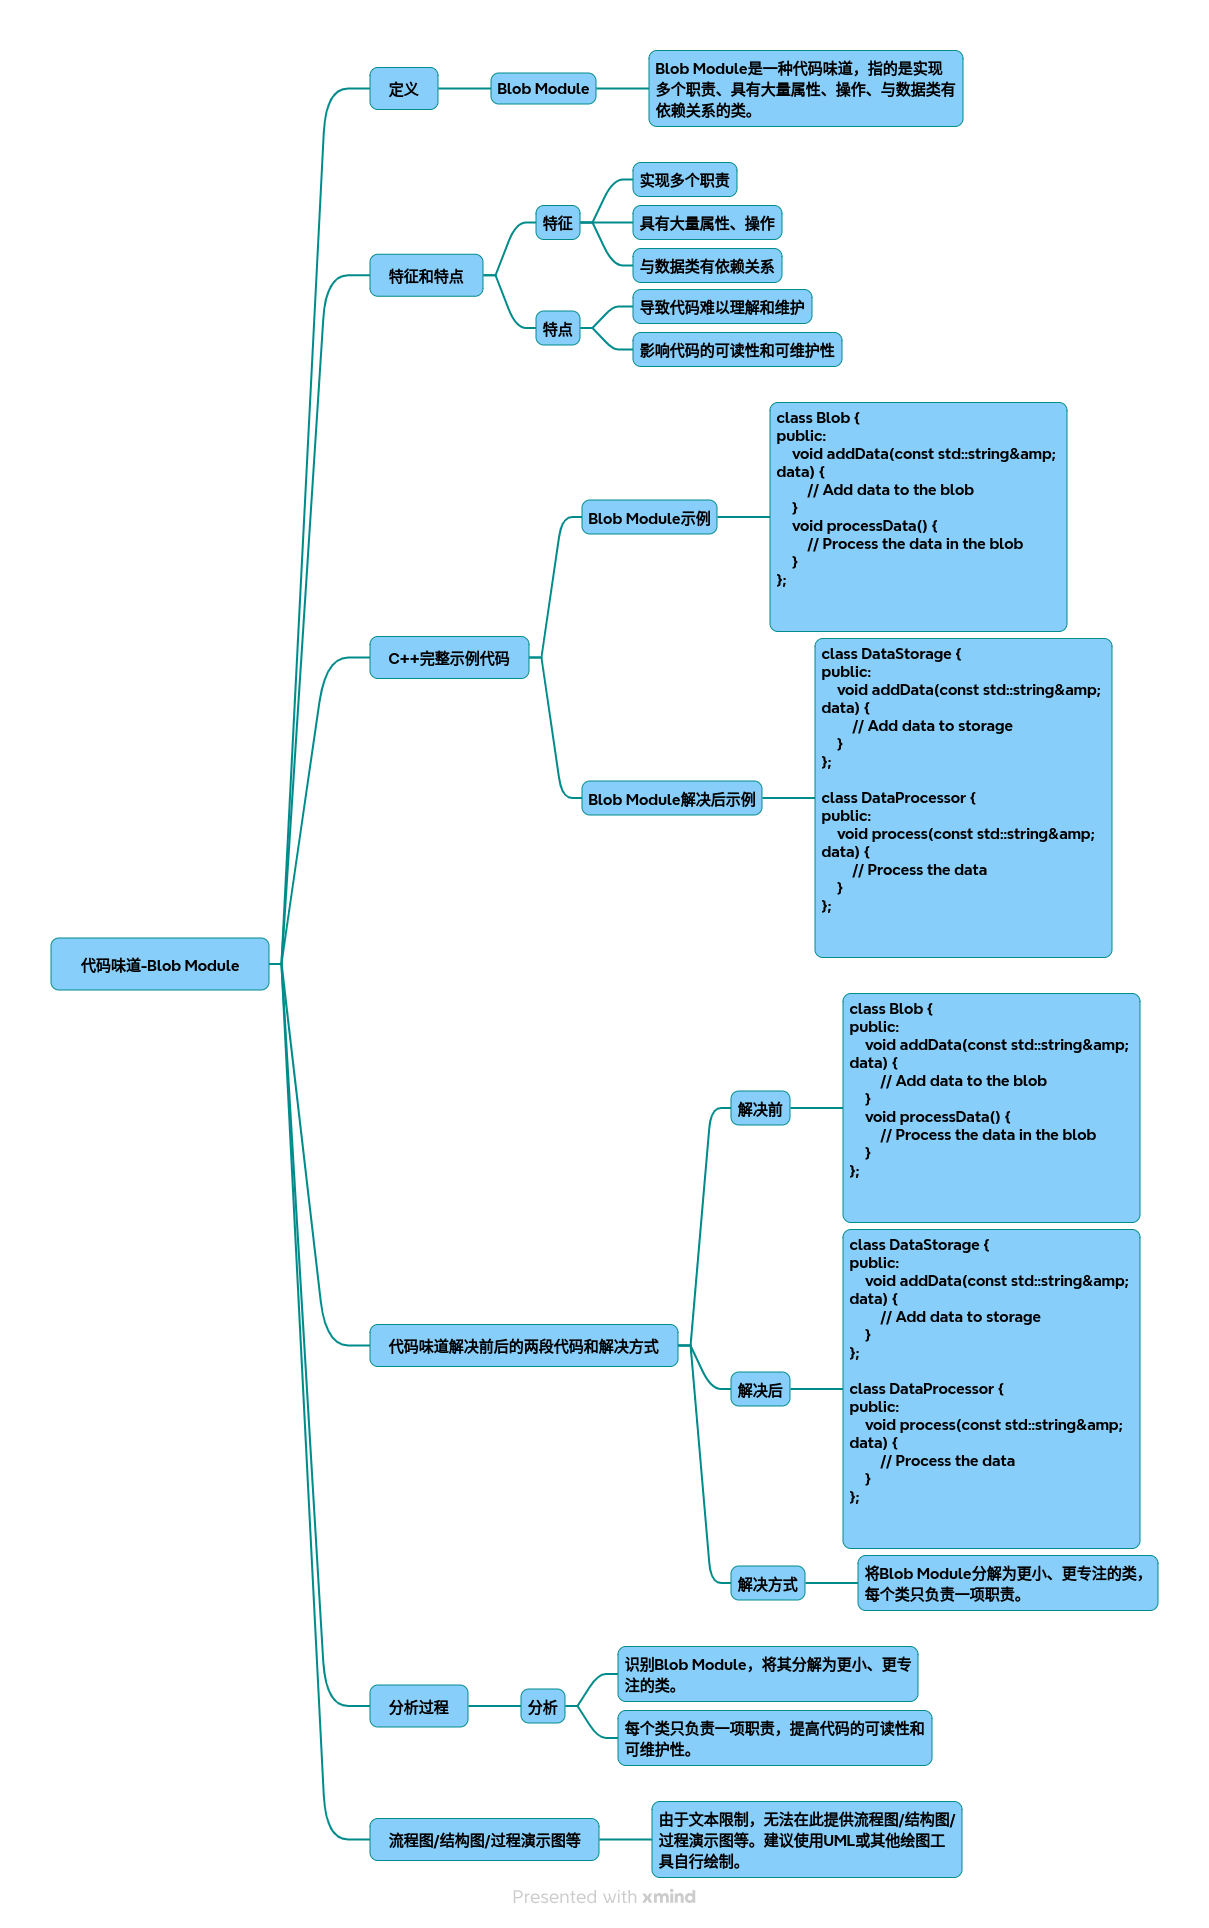 定义
Blob Module
Blob Module是一种代码味道，指的是实现
多个职责、具有大量属性、操作、与数据类有
依赖关系的类。
特征和特点
特征
实现多个职责
具有大量属性、操作
与数据类有依赖关系
特点
导致代码难以理解和维护
影响代码的可读性和可维护性
C++完整示例代码
Blob Module示例
class Blob {
public:
    void addData(const std::string&amp;
data) {
        // Add data to the blob
    }
    void processData() {
        // Process the data in the blob
    }
};
Blob Module解决后示例
class DataStorage {
public:
    void addData(const std::string&amp;
data) {
        // Add data to storage
    }
};
class DataProcessor {
public:
    void process(const std::string&amp;
data) {
        // Process the data
    }
};
代码味道-Blob Module
代码味道解决前后的两段代码和解决方式
解决前
class Blob {
public:
    void addData(const std::string&amp;
data) {
        // Add data to the blob
    }
    void processData() {
        // Process the data in the blob
    }
};
解决后
class DataStorage {
public:
    void addData(const std::string&amp;
data) {
        // Add data to storage
    }
};
class DataProcessor {
public:
    void process(const std::string&amp;
data) {
        // Process the data
    }
};
解决方式
将Blob Module分解为更小、更专注的类，
每个类只负责一项职责。
分析过程
分析
识别Blob Module，将其分解为更小、更专
注的类。
每个类只负责一项职责，提高代码的可读性和
可维护性。
流程图/结构图/过程演示图等
由于文本限制，无法在此提供流程图/结构图/
过程演示图等。建议使用UML或其他绘图工
具自行绘制。
Presented with xmind